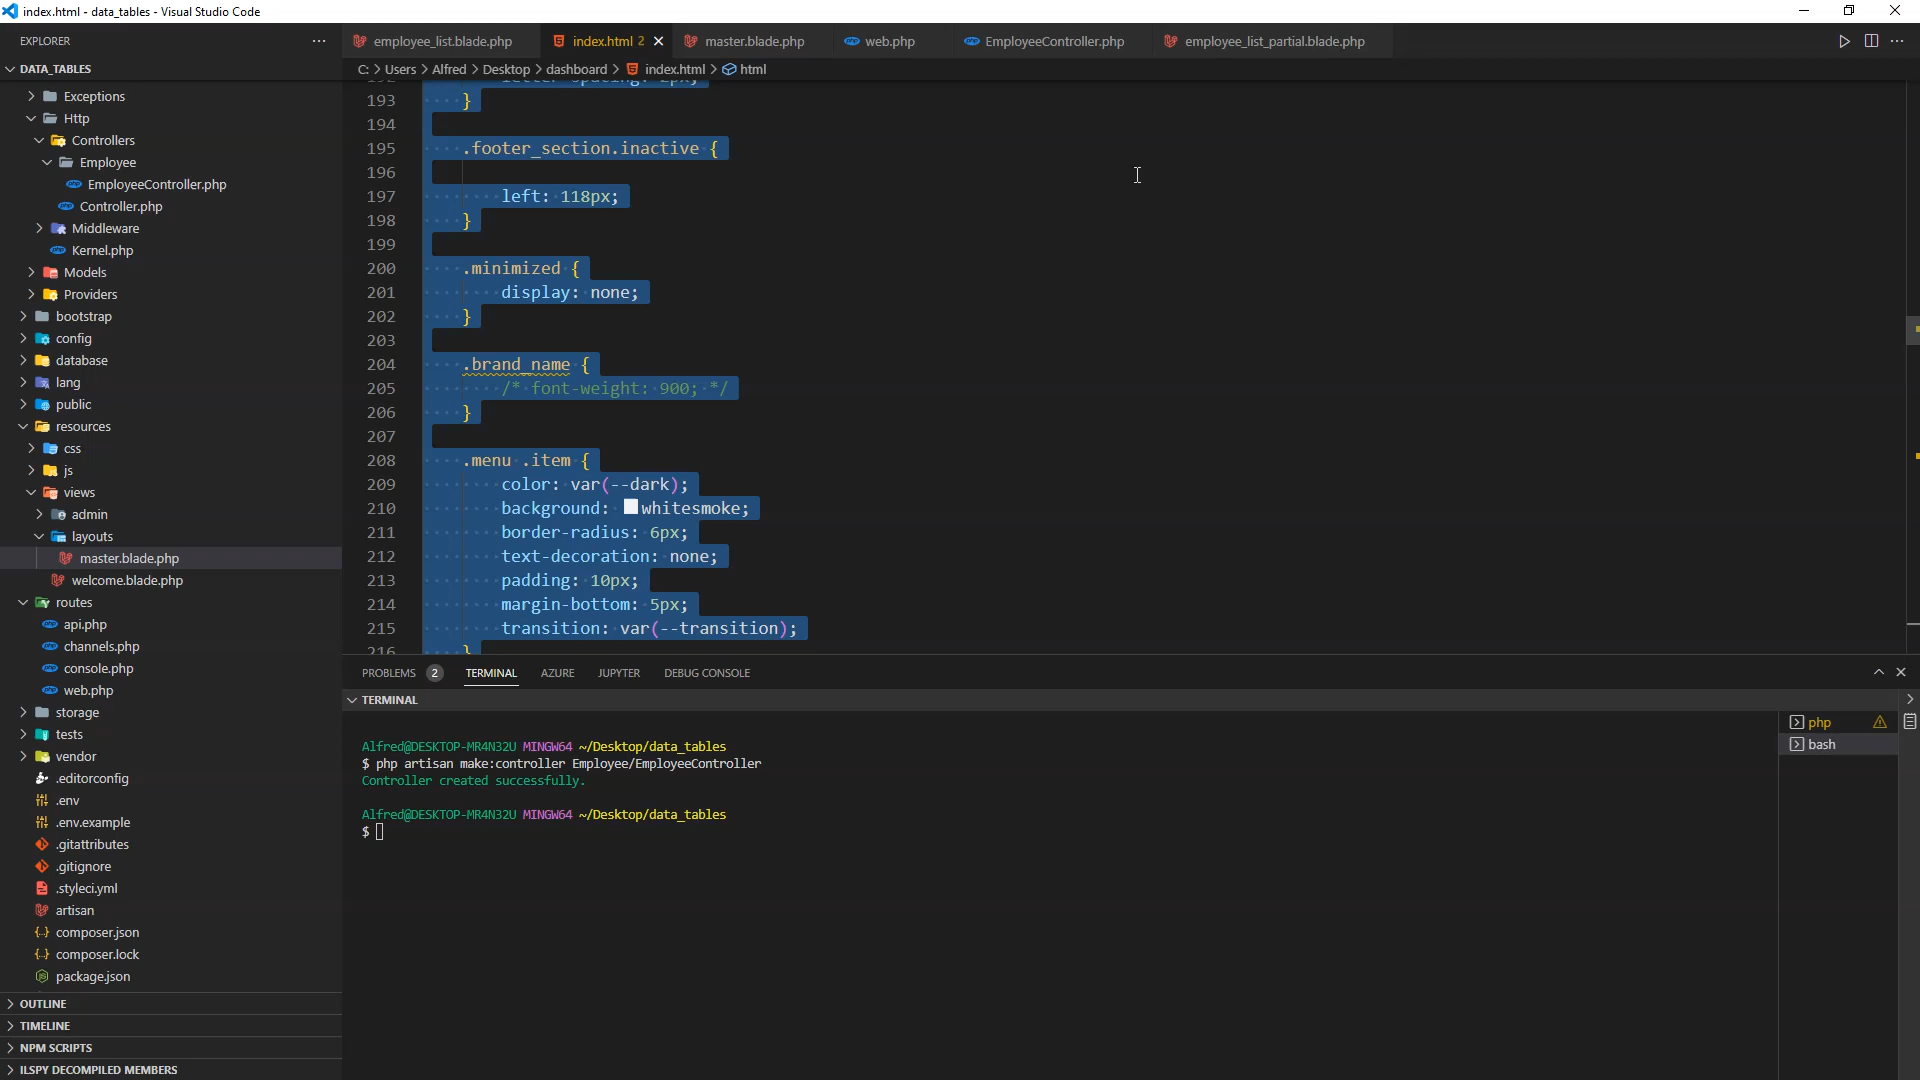 index.html - data_tables - Visual Studio Code
EXPLORER
DATA_TABLES
Exceptions
Http
Controllers
Employee
EmployeeController.php
Controller.php
Middleware
Kernel.php
Models
Providers
bootstrap
config
database
lang
public
resources
css
js
views
admin
layouts
master.blade.php
welcome.blade.php
routes
api.php
channels.php
console.php
web.php
storage
tests
vendor
.editorconfig
.env
.env.example
.gitattributes
.gitignore
.styleci.yml
artisan
composer.json
composer.lock
package.json
OUTLINE
TIMELINE
NPM SCRIPTS
ILSPY DECOMPILED MEMBERS
employee_list.blade.php
index.html 2
master.blade.php
web.php
EmployeeController.php
employee_list_partial.blade.php
C: > Users > Alfred > Desktop > dashboard > index.html > html
192 letter-spacing: 2px;
193 }
194
195 .footer_section.inactive {
196
197 left: 118px;
198 }
199
200 .minimized {
201 display: none;
202 }
203
204 .brand_name {
205 /* font-weight: 900; */
206 }
207
208 .menu .item {
209 color: var(--dark);
210 background: whitesmoke;
211 border-radius: 6px;
212 text-decoration: none;
213 padding: 10px;
214 margin-bottom: 5px;
215 transition: var(--transition);
216 }
PROBLEMS 2 TERMINAL AZURE JUPYTER DEBUG CONSOLE
TERMINAL
Alfred@DESKTOP-MR4N32U MINGW64 ~/Desktop/data_tables
$ php artisan make:controller Employee/EmployeeController
Controller created successfully.
Alfred@DESKTOP-MR4N32U MINGW64 ~/Desktop/data_tables
$
php
bash